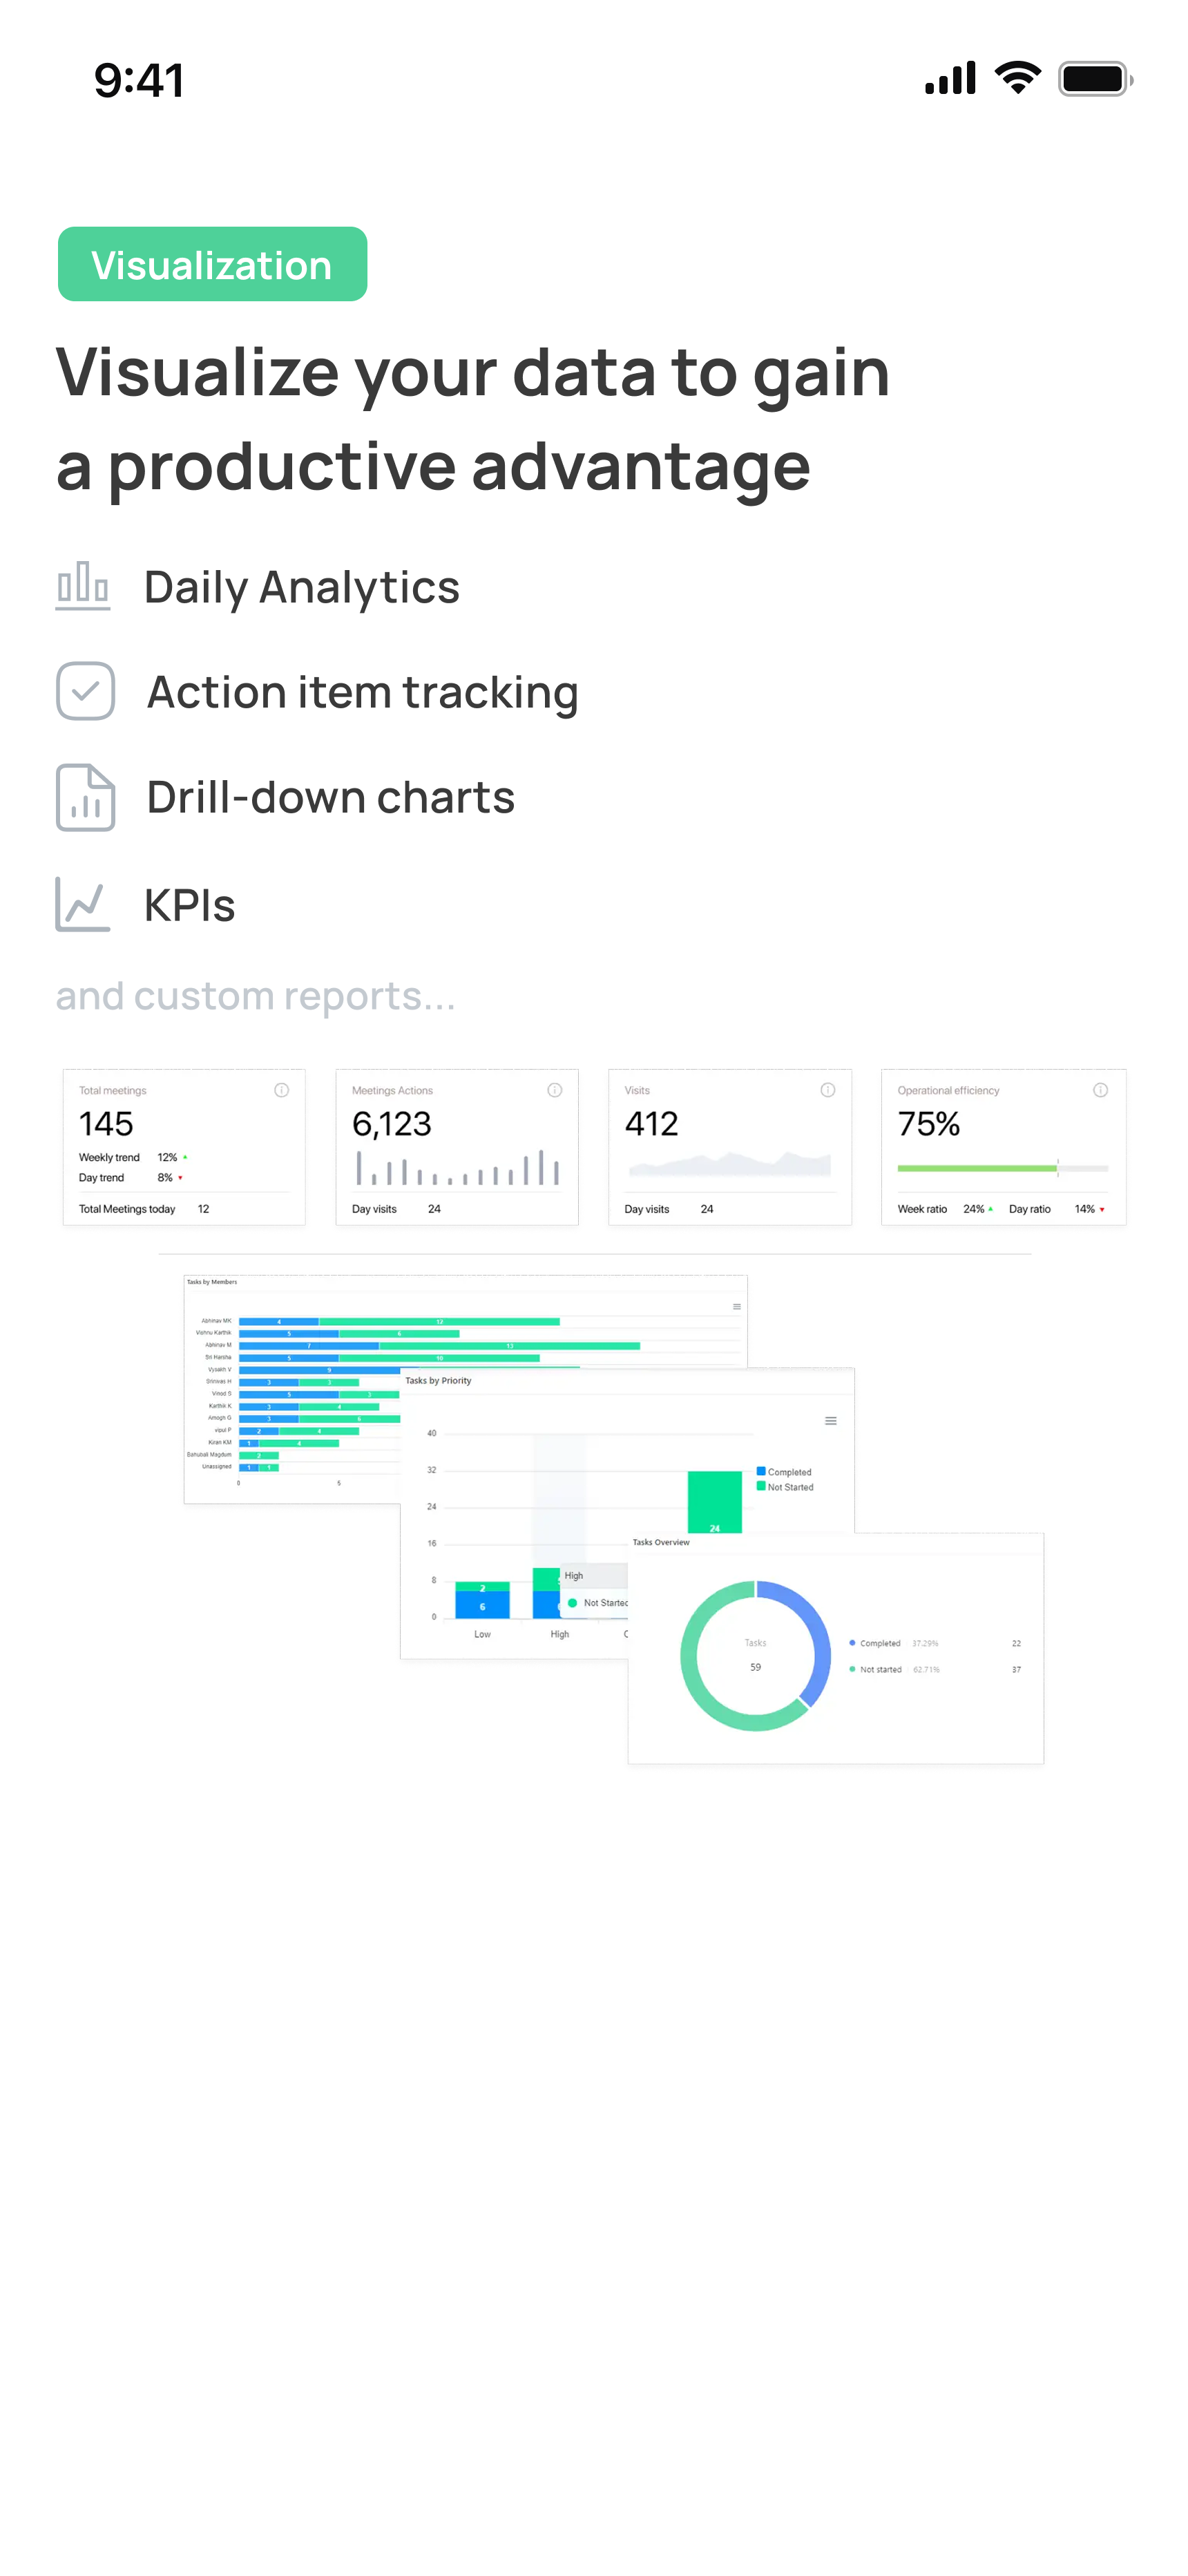 9:41
Visualization
Visualize your data to gain
a productive advantage
Daily Analytics
Action item tracking
Drill-down charts
KPIs
and custom reports...
Total meetings
145
Weekly trend 12%
Day trend 8%
Total Meetings today 12
Meetings Actions
6,123
Day visits 24
Visits
412
Day visits 24
Operational efficiency
75%
Week ratio 24% Day ratio 14%
Tasks by Members
Abhinav MK 4 12
Vishnu Karthik 5 6
Abhinav M 7 13
Sri Harsha 5 10
Vysakh V 9
Srinivas H 3 3
Vinod S 5 3
Karthik K 3 4
Amogh G 3 6
vipul P 2 4
Kiran KM 1 4
Bahubali Magdum 2
Unassigned 1 1
0 5
Tasks by Priority
40
32
24
16
8
0
Completed
Not Started
24
2
6
High
Not Started
Low High
Tasks Overview
Tasks
59
Completed 37.29% 22
Not started 62.71% 37